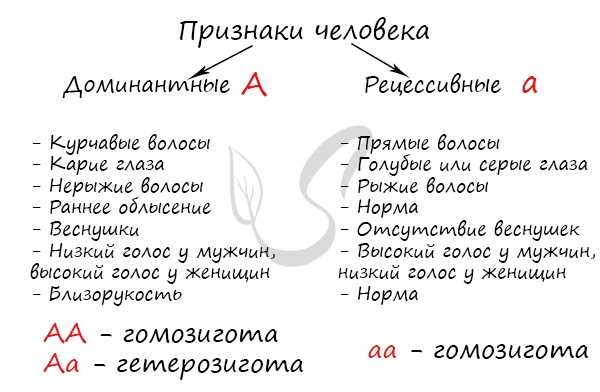 Признаки человека
Доминантные А
Рецессивные а
- Курчавые волосы
- Карие глаза
- Нерыжие волосы
- Раннее облысение
- Веснушки
- Низкий голос у мужчин,
высокий голос у женищин
- Близорукость
АА - гомозигота
Аа - гетерозигота
- Прямые волосы
- Голубые или серые глаза
- Рыжие волосы
- Норма
- Отсутствие веснушек
- Высокий голос у мужчин,
низкий голос у женищин
- Норма
аа - гомозигота